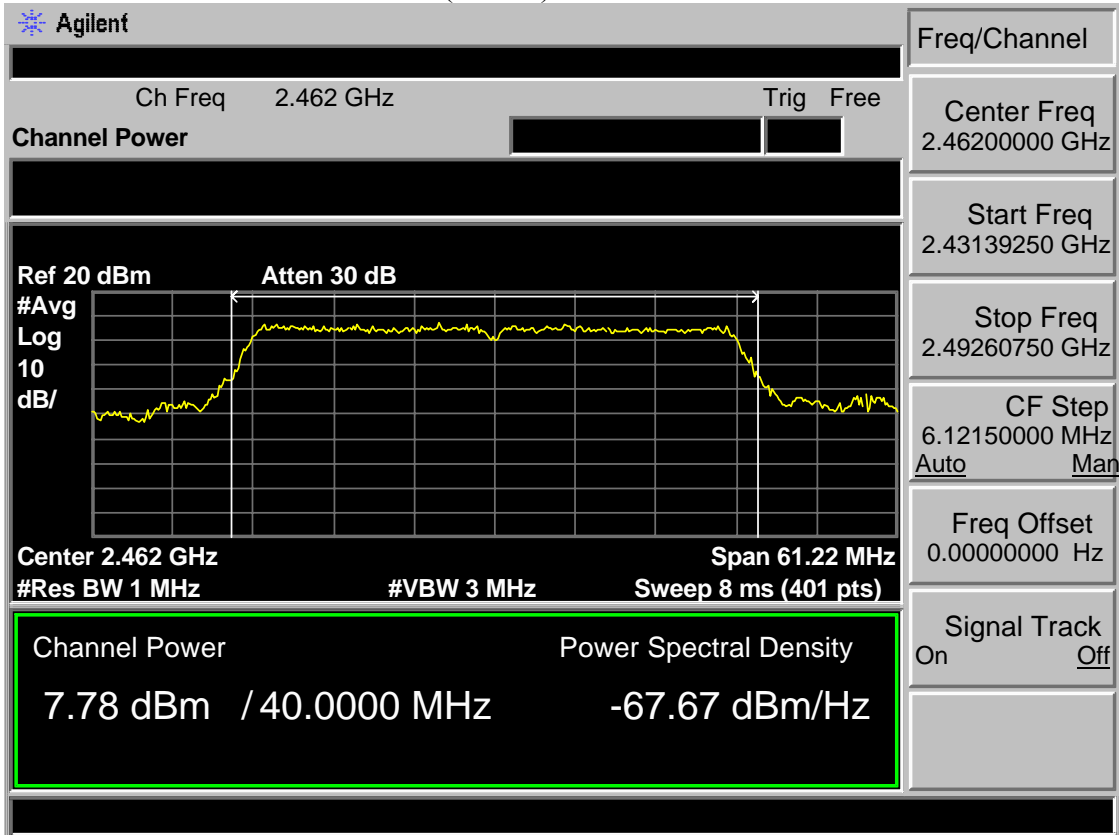 Agilent
Ch Freq 2.462 GHz Trig Free
Channel Power
Ref 20 dBm Atten 30 dB
#Avg
Log
10
dB/
Center 2.462 GHz Span 61.22 MHz
#Res BW 1 MHz #VBW 3 MHz Sweep 8 ms (401 pts)
Channel Power Power Spectral Density
7.78 dBm / 40.0000 MHz -67.67 dBm/Hz
Freq/Channel
Center Freq
2.46200000 GHz
Start Freq
2.43139250 GHz
Stop Freq
2.49260750 GHz
CF Step
6.12150000 MHz
Auto Man
Freq Offset
0.00000000 Hz
Signal Track
On Off